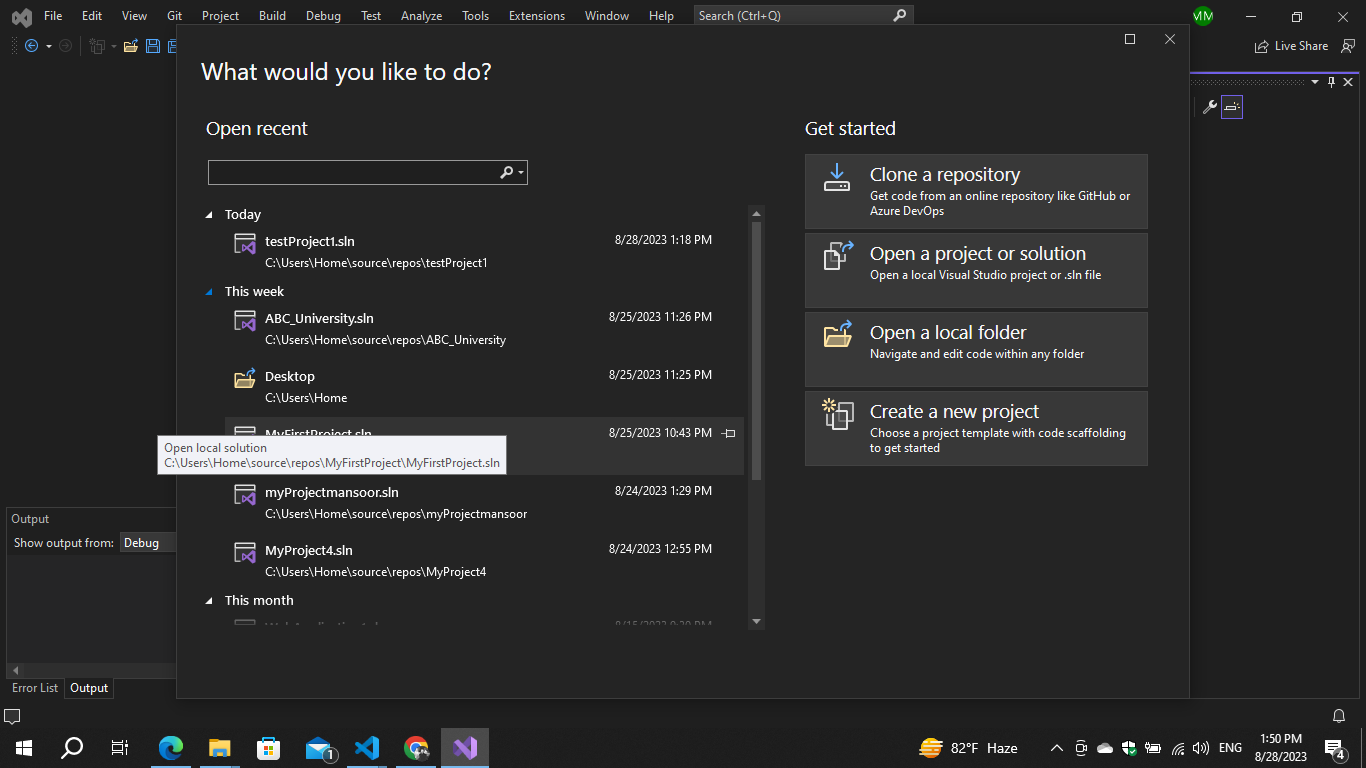 File Edit View Git Project Build Debug Test Analyze Tools Extensions Window Help Search (Ctrl+Q) MM
Live Share
What would you like to do?
Open recent
Get started
Clone a repository
Get code from an online repository like GitHub or
Azure DevOps
Open a project or solution
Open a local Visual Studio project or .sln file
Open a local folder
Navigate and edit code within any folder
Create a new project
Choose a project template with code scaffolding
to get started
Today
testProject1.sln 8/28/2023 1:18 PM
C:\Users\Home\source\repos\testProject1
This week
ABC_University.sln 8/25/2023 11:26 PM
C:\Users\Home\source\repos\ABC_University
Desktop 8/25/2023 11:25 PM
C:\Users\Home
MyFirstProject.sln 8/25/2023 10:43 PM
Open local solution
C:\Users\Home\source\repos\MyFirstProject\MyFirstProject.sln
myProjectmansoor.sln 8/24/2023 1:29 PM
C:\Users\Home\source\repos\myProjectmansoor
MyProject4.sln 8/24/2023 12:55 PM
C:\Users\Home\source\repos\MyProject4
This month
Output
Show output from: Debug
Error List Output
1
82°F Haze
ENG
1:50 PM
8/28/2023
4